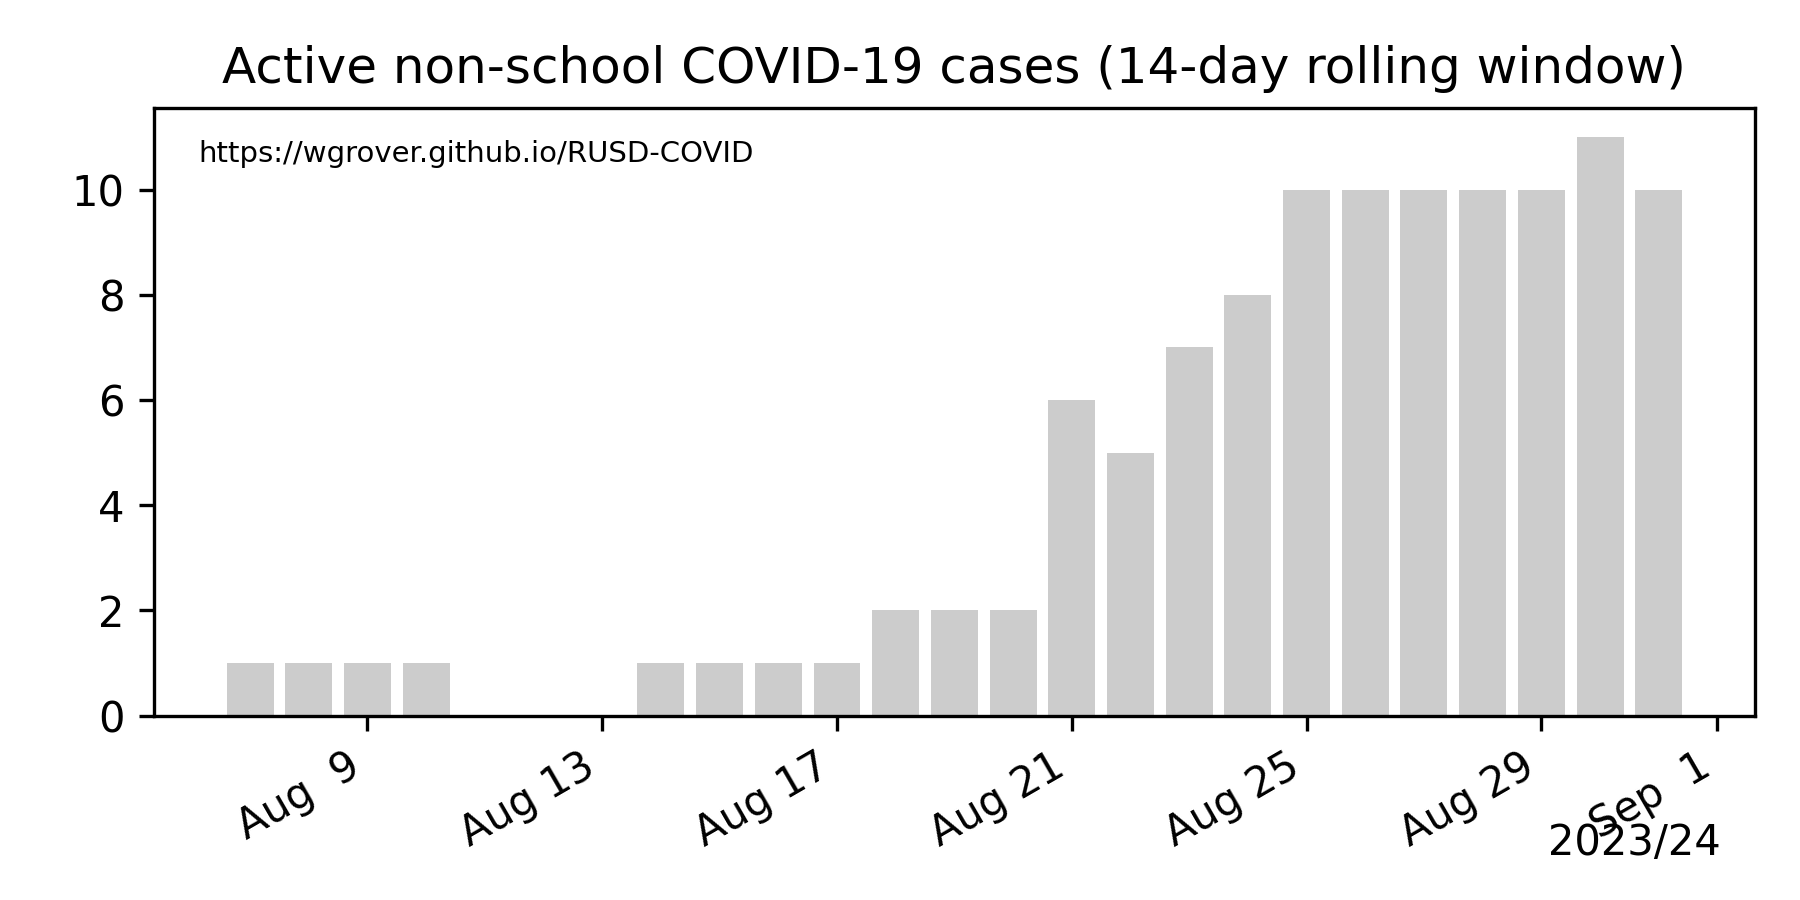 Active non-school COVID-19 cases (14-day rolling window)
https://wgrover.github.io/RUSD-COVID
10
8
6
4
2
0
Aug 9
Aug 13
Aug 17
Aug 21
Aug 25
Aug 29
Sep 1
2023/24